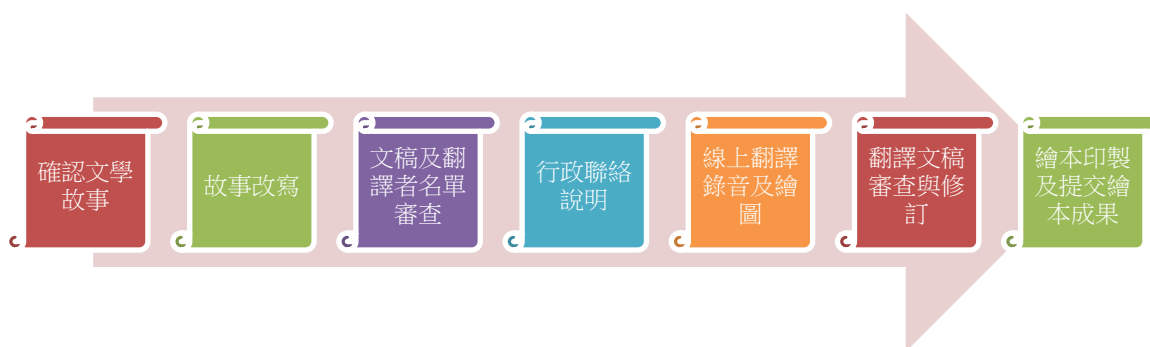 確認文學
故事
故事改寫
文稿及翻
譯者名單
審查
行政聯絡
說明
線上翻譯
錄音及繪
圖
翻譯文稿
審查與修
訂
繪本印製
及提交繪
本成果